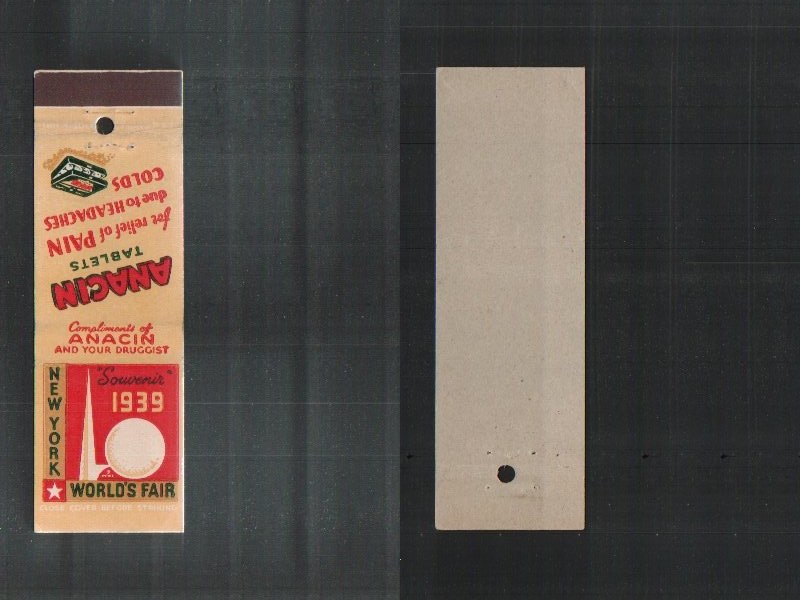 COLDS
due to HEADACHES
for relief of PAIN
TABLETS
ANACIN
Compliments of
ANACIN
AND YOUR DRUGGIST
"Souvenir"
1939
NEW YORK
WORLD'S FAIR
CLOSE COVER BEFORE STRIKING